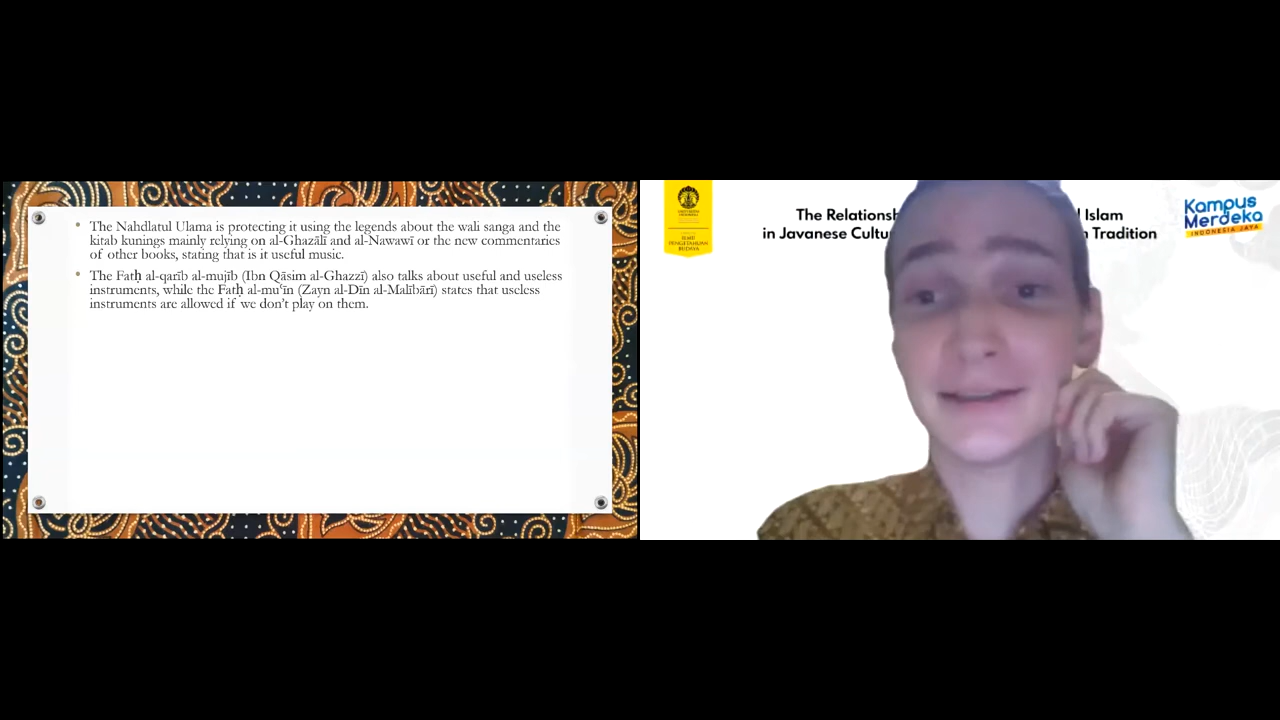 The Nahdlatul Ulama is protecting it using the legends about the wali sanga and the
kitab kunings mainly relying on al-Ghazālī and al-Nawawī or the new commentaries
of other books, stating that is it useful music.
The Fatḥ al-qarīb al-mujīb (Ibn Qāsim al-Ghazzī) also talks about useful and useless
instruments, while the Fatḥ al-muʿīn (Zayn al-Dīn al-Malībārī) states that useless
instruments are allowed if we don't play on them.
The Relationsh
l Islam
in Javanese Cultu
n Tradition
Kampus
Merdeka
INDONESIA JAYA
BUDAYA